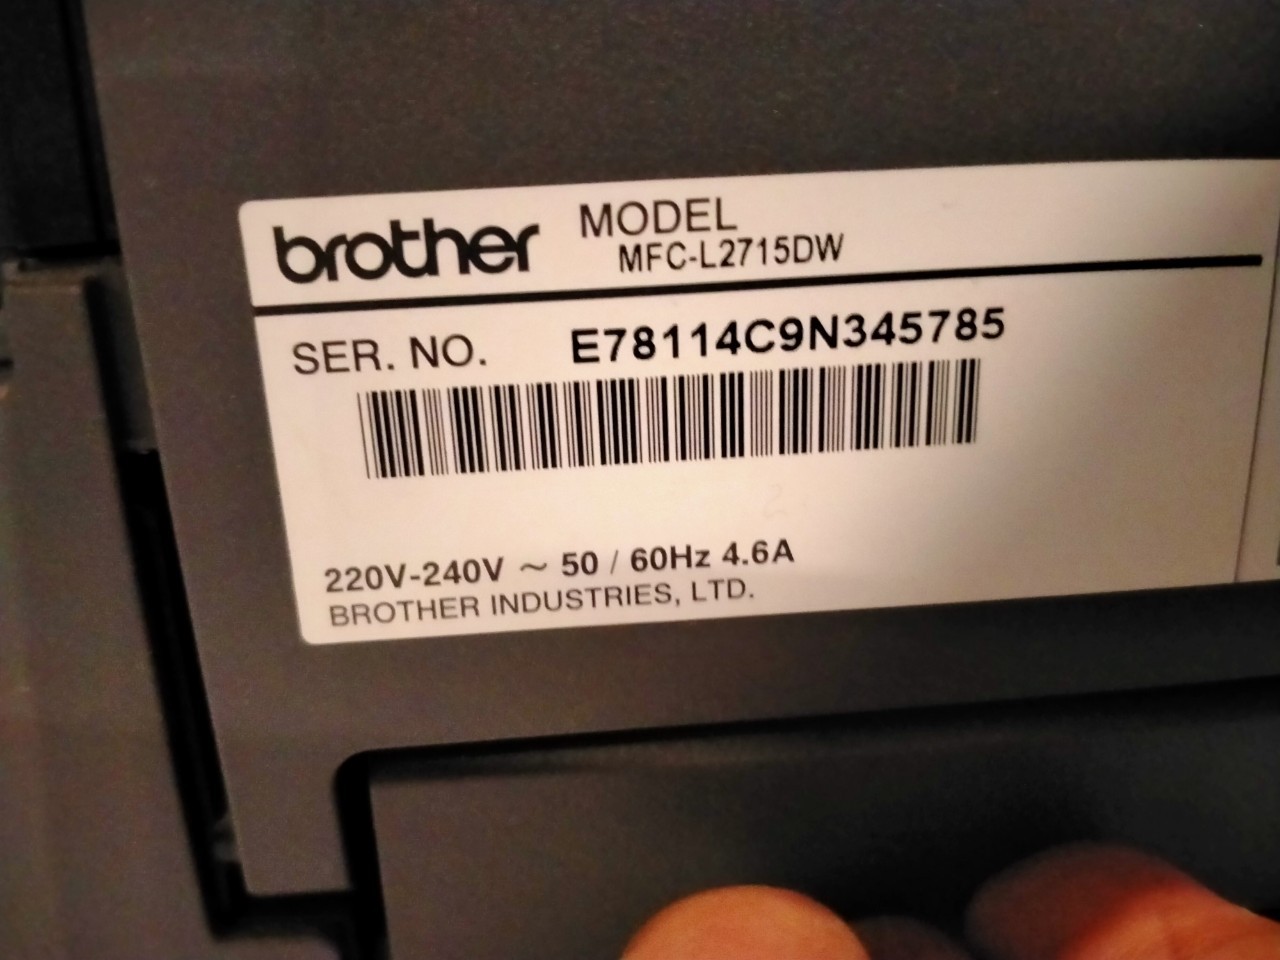 brother MODEL
MFC-L2715DW
SER. NO. E78114C9N345785
220V-240V ~ 50 / 60Hz 4.6A
BROTHER INDUSTRIES, LTD.